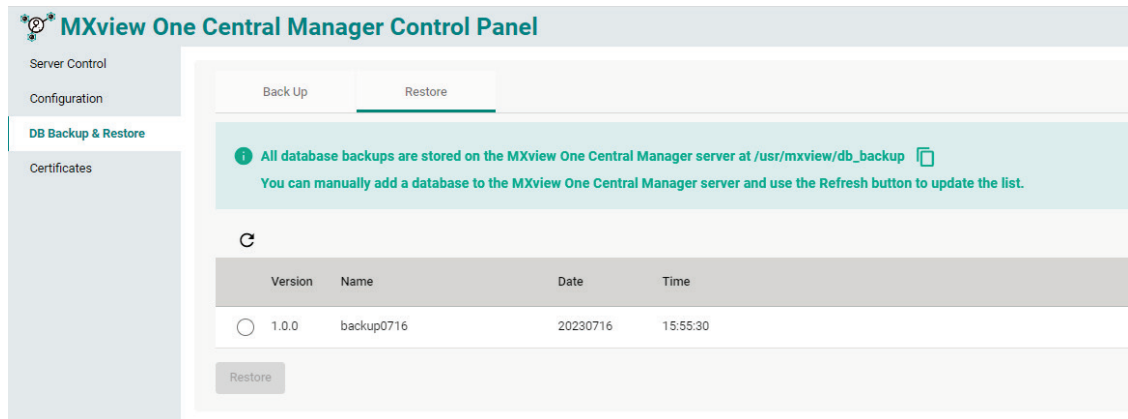 MXview One Central Manager Control Panel
Server Control
Configuration
DB Backup & Restore
Certificates
Back Up
Restore
All database backups are stored on the MXview One Central Manager server at /usr/mxview/db_backup
You can manually add a database to the MXview One Central Manager server and use the Refresh button to update the list.
Version Name Date Time
1.0.0 backup0716 20230716 15:55:30
Restore